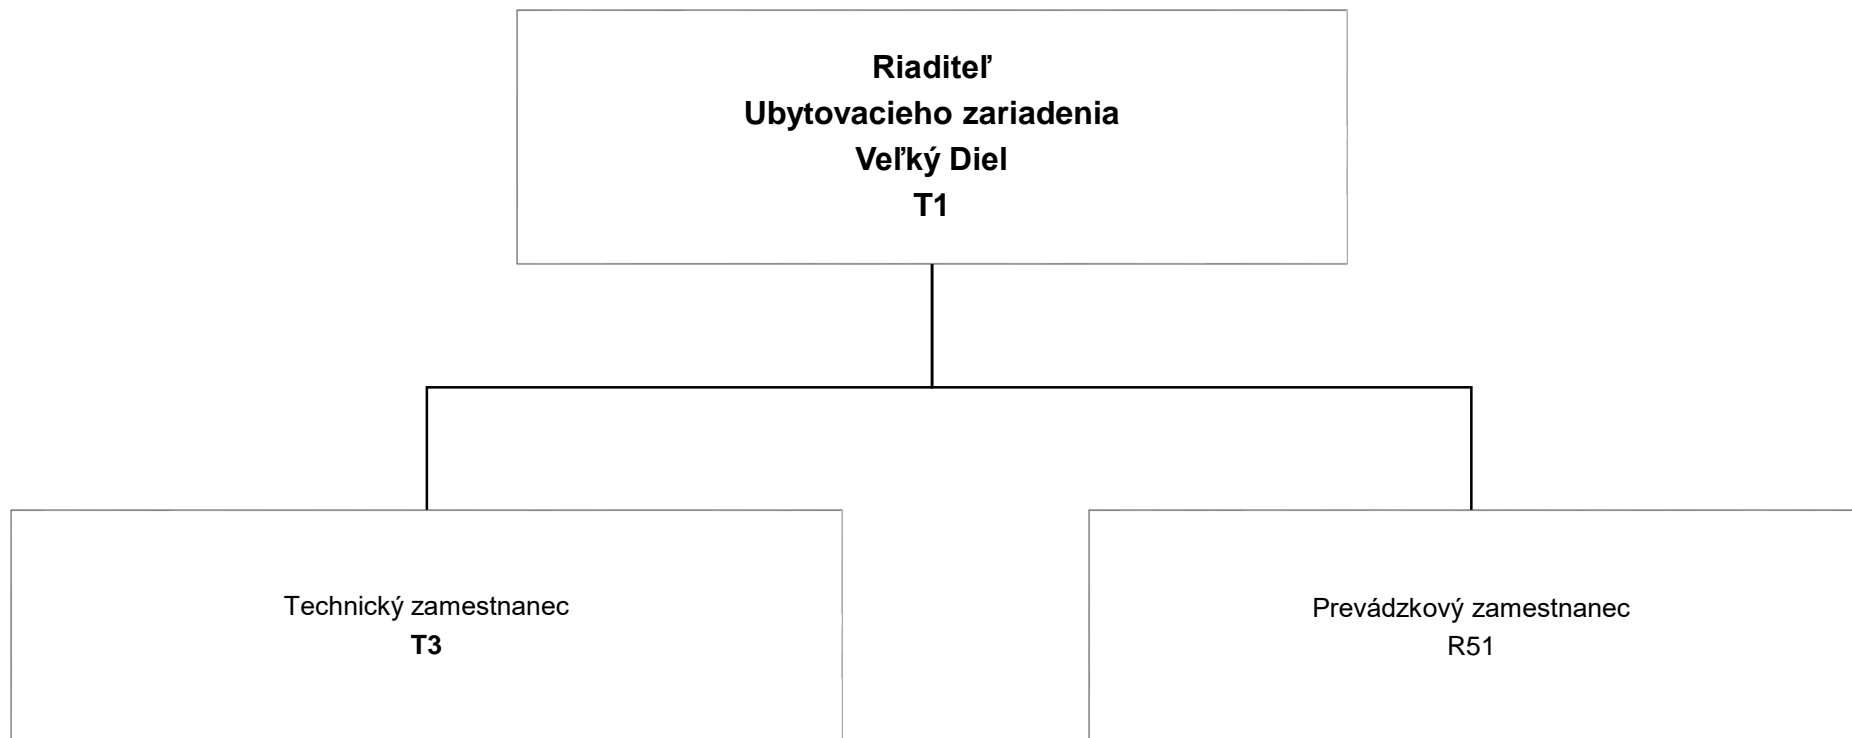 Riaditeľ
Ubytovacieho zariadenia
Veľký Diel
T1
Technický zamestnanec
T3
Prevádzkový zamestnanec
R51